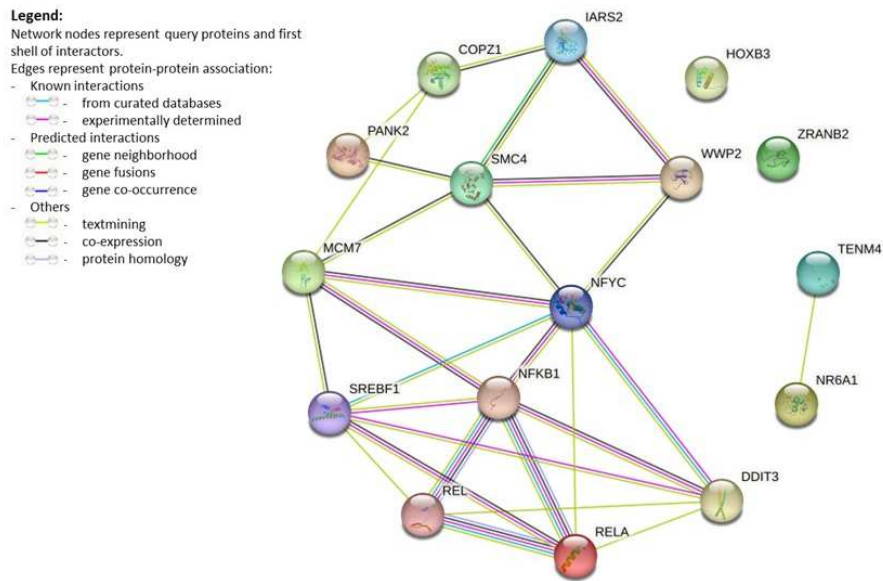 Legend:
Network nodes represent query proteins and first
shell of interactors.
Edges represent protein-protein association:
- Known interactions
- from curated databases
- experimentally determined
- Predicted interactions
- gene neighborhood
- gene fusions
- gene co-occurrence
- Others
- textmining
- co-expression
- protein homology
IARS2
COPZ1
HOXB3
PANK2
ZRANB2
SMC4
WWP2
MCM7
TENM4
NFYC
NFKB1
SREBF1
NR6A1
DDIT3
REL
RELA